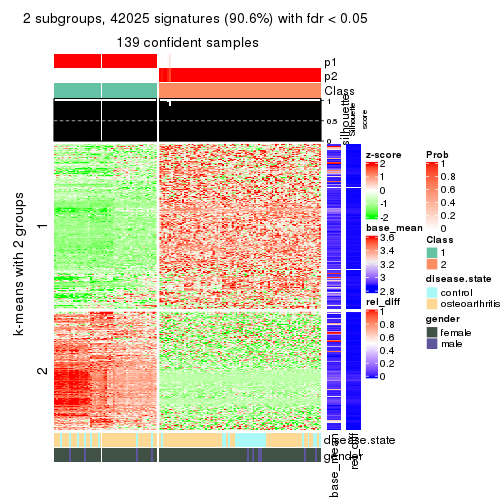 2 subgroups, 42025 signatures (90.6%) with fdr < 0.05
139 confident samples
p1
p2
Class
1
0.5
0
silhouette
Silhouette
score
k-means with 2 groups
1
2
disease.state
gender
base_mean
rel_diff
z-score
2
1
0
-1
-2
base_mean
3.6
3.4
3.2
3
2.8
rel_diff
1
0.8
0.6
0.4
0.2
0
Prob
1
0.8
0.6
0.4
0.2
0
Class
1
2
disease.state
control
osteoarthritis
gender
female
male